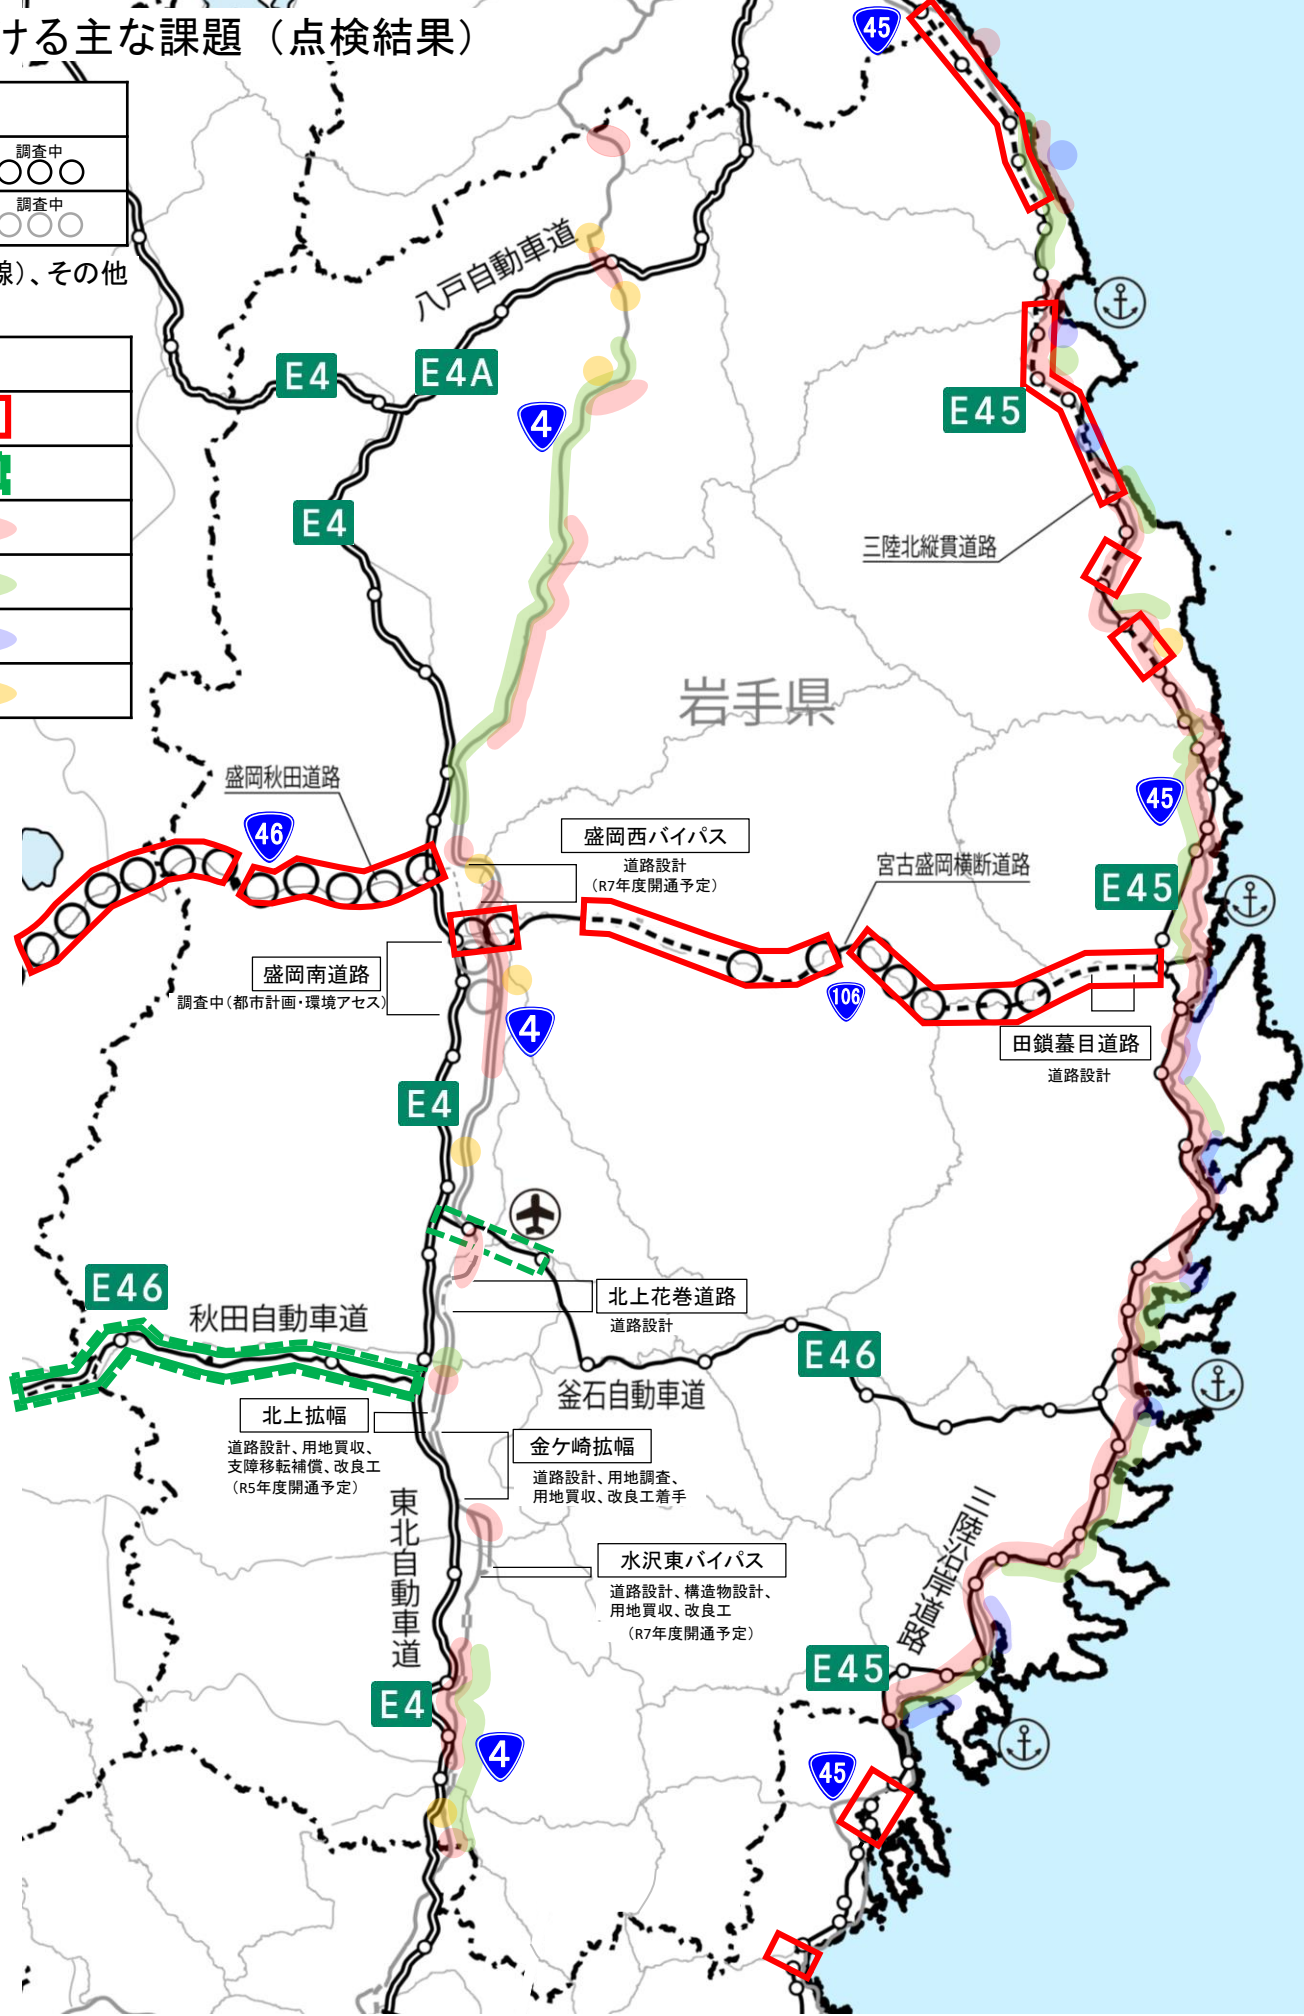 ける主な課題（点検結果）
調査中
調査中
線）、その他
45
八戸自動車道
E4
E4A
4
E45
E4
三陸北縦貫道路
岩手県
盛岡秋田道路
46
45
盛岡西バイパス
道路設計
（R7年度開通予定）
宮古盛岡横断道路
E45
盛岡南道路
調査中（都市計画・環境アセス）
106
4
田鎖蟇目道路
道路設計
E4
E46
秋田自動車道
北上花巻道路
道路設計
E46
釜石自動車道
北上拡幅
道路設計、用地買収、
支障移転補償、改良工
（R5年度開通予定）
金ケ崎拡幅
道路設計、用地調査、
用地買収、改良工着手
東北自動車道
三陸沿岸道路
水沢東バイパス
道路設計、構造物設計、
用地買収、改良工
（R7年度開通予定）
E45
E4
4
45